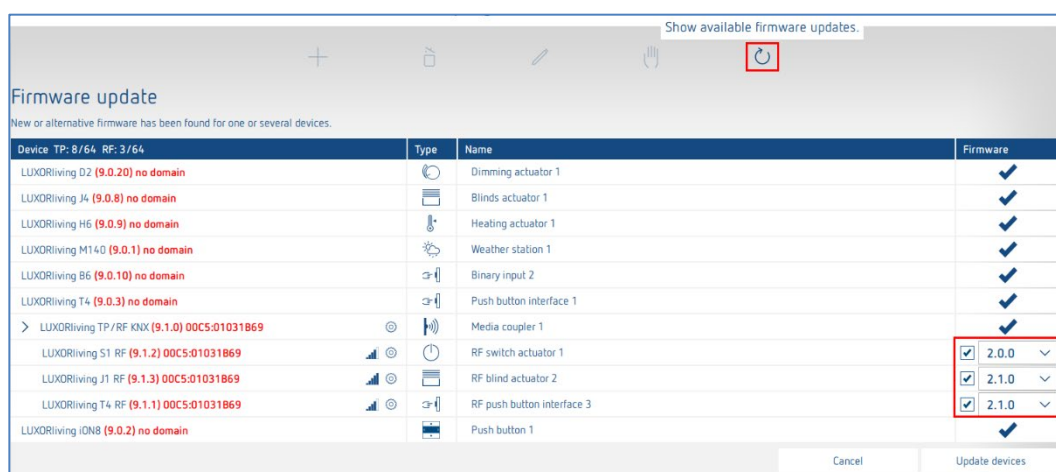 Show available firmware updates.
Firmware update
New or alternative firmware has been found for one or several devices.
Device TP: 8/64 RF: 3/64 Type Name Firmware
LUXORliving D2 (9.0.20) no domain Dimming actuator 1
LUXORliving J4 (9.0.8) no domain Blinds actuator 1
LUXORliving H6 (9.0.9) no domain Heating actuator 1
LUXORliving M140 (9.0.1) no domain Weather station 1
LUXORliving B6 (9.0.10) no domain Binary input 2
LUXORliving T4 (9.0.3) no domain Push button interface 1
LUXORliving TP/RF KNX (9.1.0) 00C5:01031B69 Media coupler 1
LUXORliving S1 RF (9.1.2) 00C5:01031B69 RF switch actuator 1 2.0.0
LUXORliving J1 RF (9.1.3) 00C5:01031B69 RF blind actuator 2 2.1.0
LUXORliving T4 RF (9.1.1) 00C5:01031B69 RF push button interface 3 2.1.0
LUXORliving iON8 (9.0.2) no domain Push button 1
Cancel Update devices